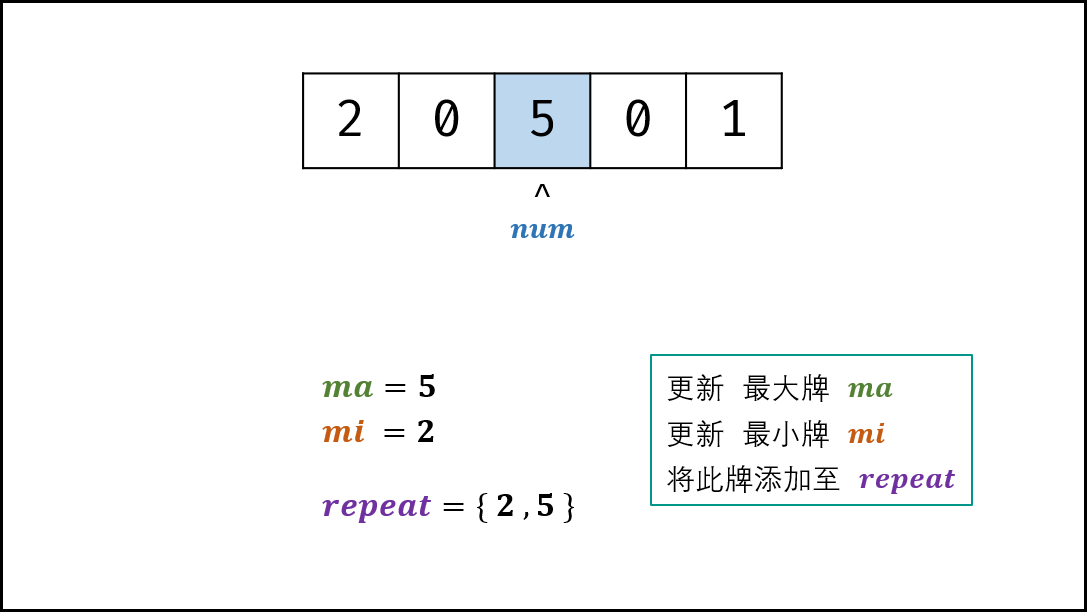 2 0 5 0 1
^
num
ma = 5
mi = 2
repeat = { 2 , 5 }
更新 最大牌 ma
更新 最小牌 mi
将此牌添加至 repeat